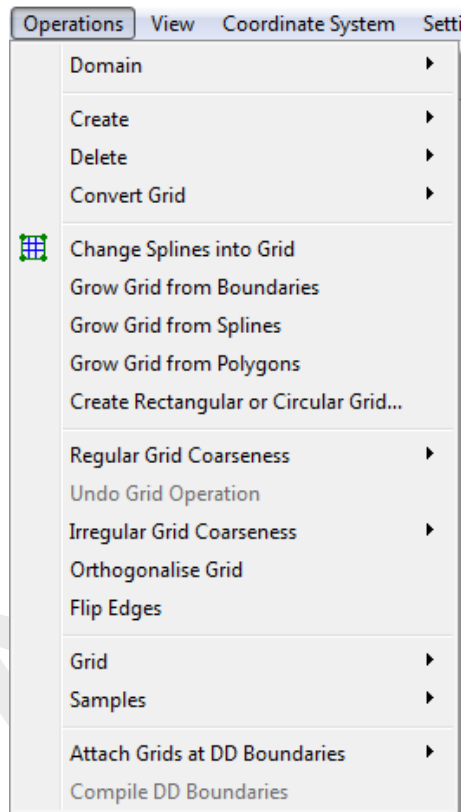 Operations View Coordinate System Setti
Domain
Create
Delete
Convert Grid
Change Splines into Grid
Grow Grid from Boundaries
Grow Grid from Splines
Grow Grid from Polygons
Create Rectangular or Circular Grid...
Regular Grid Coarseness
Undo Grid Operation
Irregular Grid Coarseness
Orthogonalise Grid
Flip Edges
Grid
Samples
Attach Grids at DD Boundaries
Compile DD Boundaries